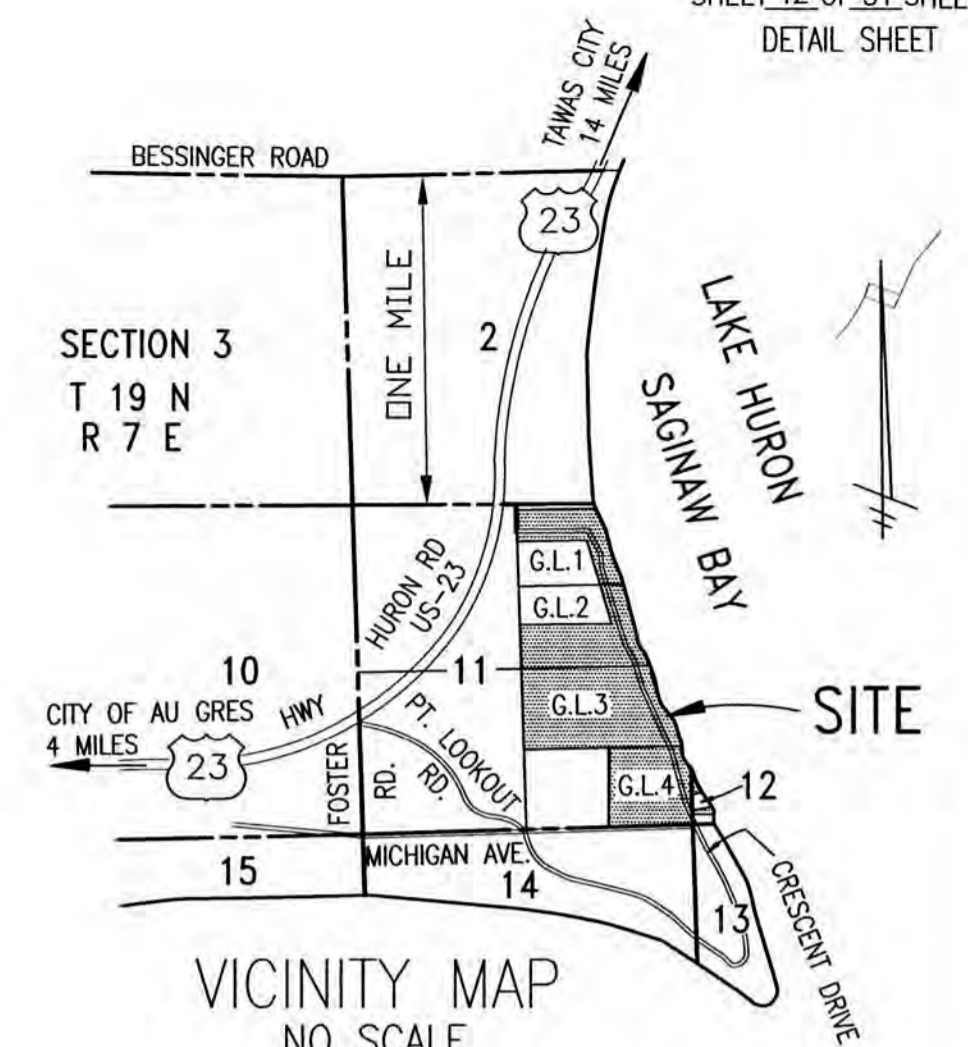 DETAIL SHEET
TAWAS CITY
14 MILES
BESSINGER ROAD
23
ONE MILE
2
SECTION 3
T 19 N
R 7 E
LAKE HURON
SAGINAW BAY
HURON RD
US-23
G.L.1
G.L.2
10
11
G.L.3
SITE
CITY OF AU GRES
4 MILES
HWY
23
PT. LOOKOUT
RD.
FOSTER
RD.
G.L.4
12
MICHIGAN AVE.
15
14
13
CRESCENT DRIVE
VICINITY MAP
NO SCALE